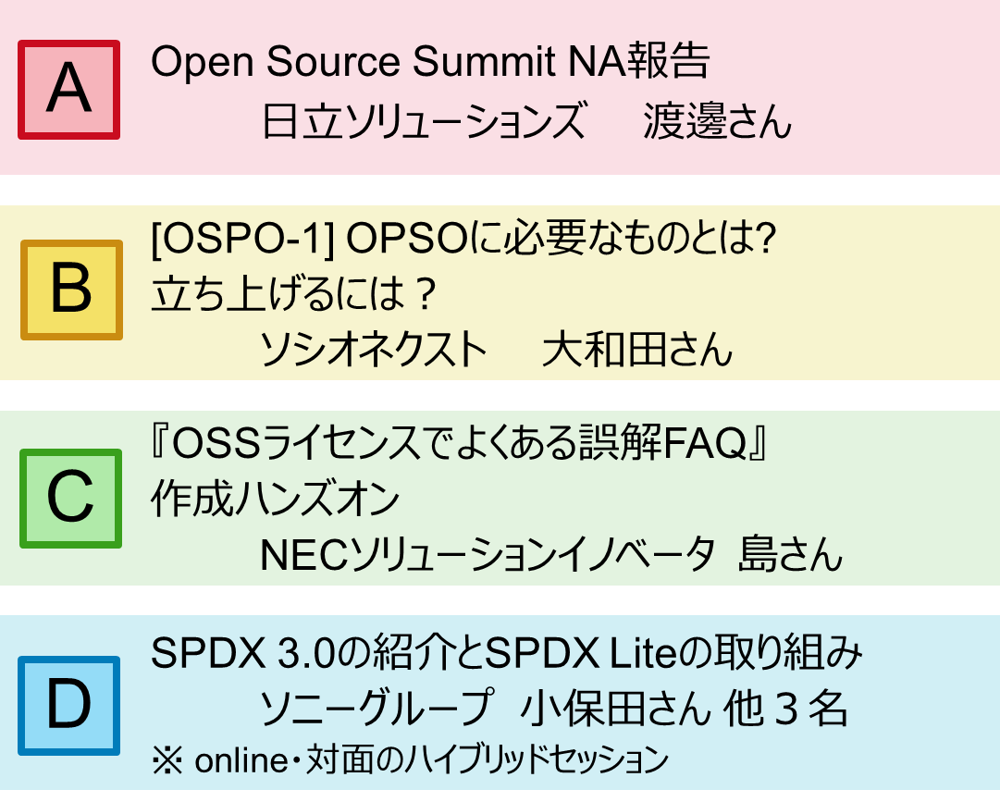 A
Open Source Summit NA報告
日立ソリューションズ 渡邊さん
B
[OSPO-1] OPSOに必要なものとは?
立ち上げるには？
ソシオネクスト 大和田さん
C
『OSSライセンスでよくある誤解FAQ』
作成ハンズオン
NECソリューションイノベータ 島さん
D
SPDX 3.0の紹介とSPDX Liteの取り組み
ソニーグループ 小保田さん 他３名
※ online・対面のハイブリッドセッション